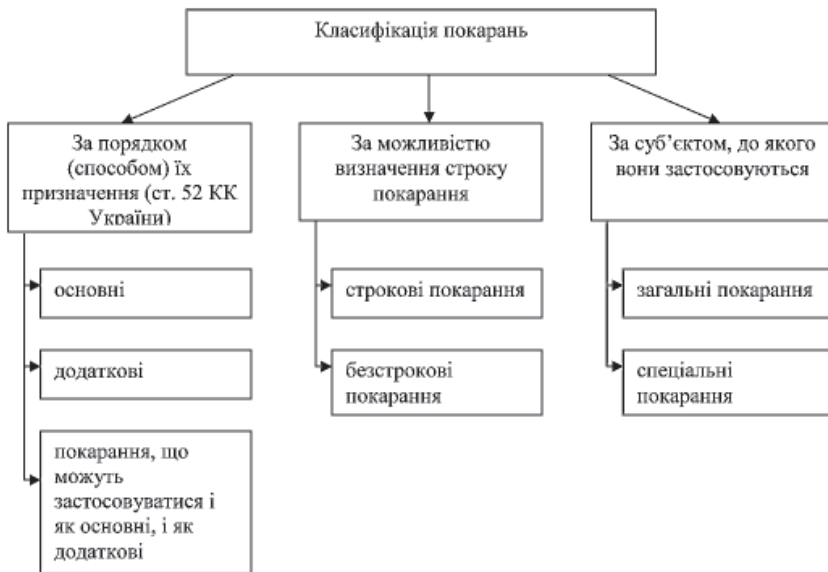 Класифікація покарань
За порядком
(способом) їх
призначення (ст. 52 КК
України)
основні
додаткові
покарання, що
можуть
застосовуватися і
як основні, і як
додаткові
За можливістю
визначення строку
покарання
строкові покарання
безстрокові
покарання
За суб’єктом, до якого
вони застосовуються
загальні покарання
спеціальні
покарання